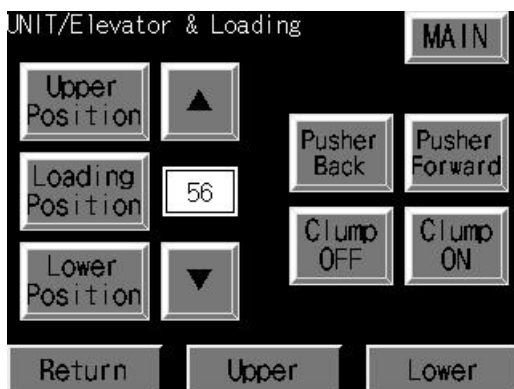 UNIT/Elevator & Loading
MAIN
Upper
Position
▲
Pusher
Back
Pusher
Forward
Loading
Position
56
Clump
OFF
Clump
ON
Lower
Position
▼
Return
Upper
Lower